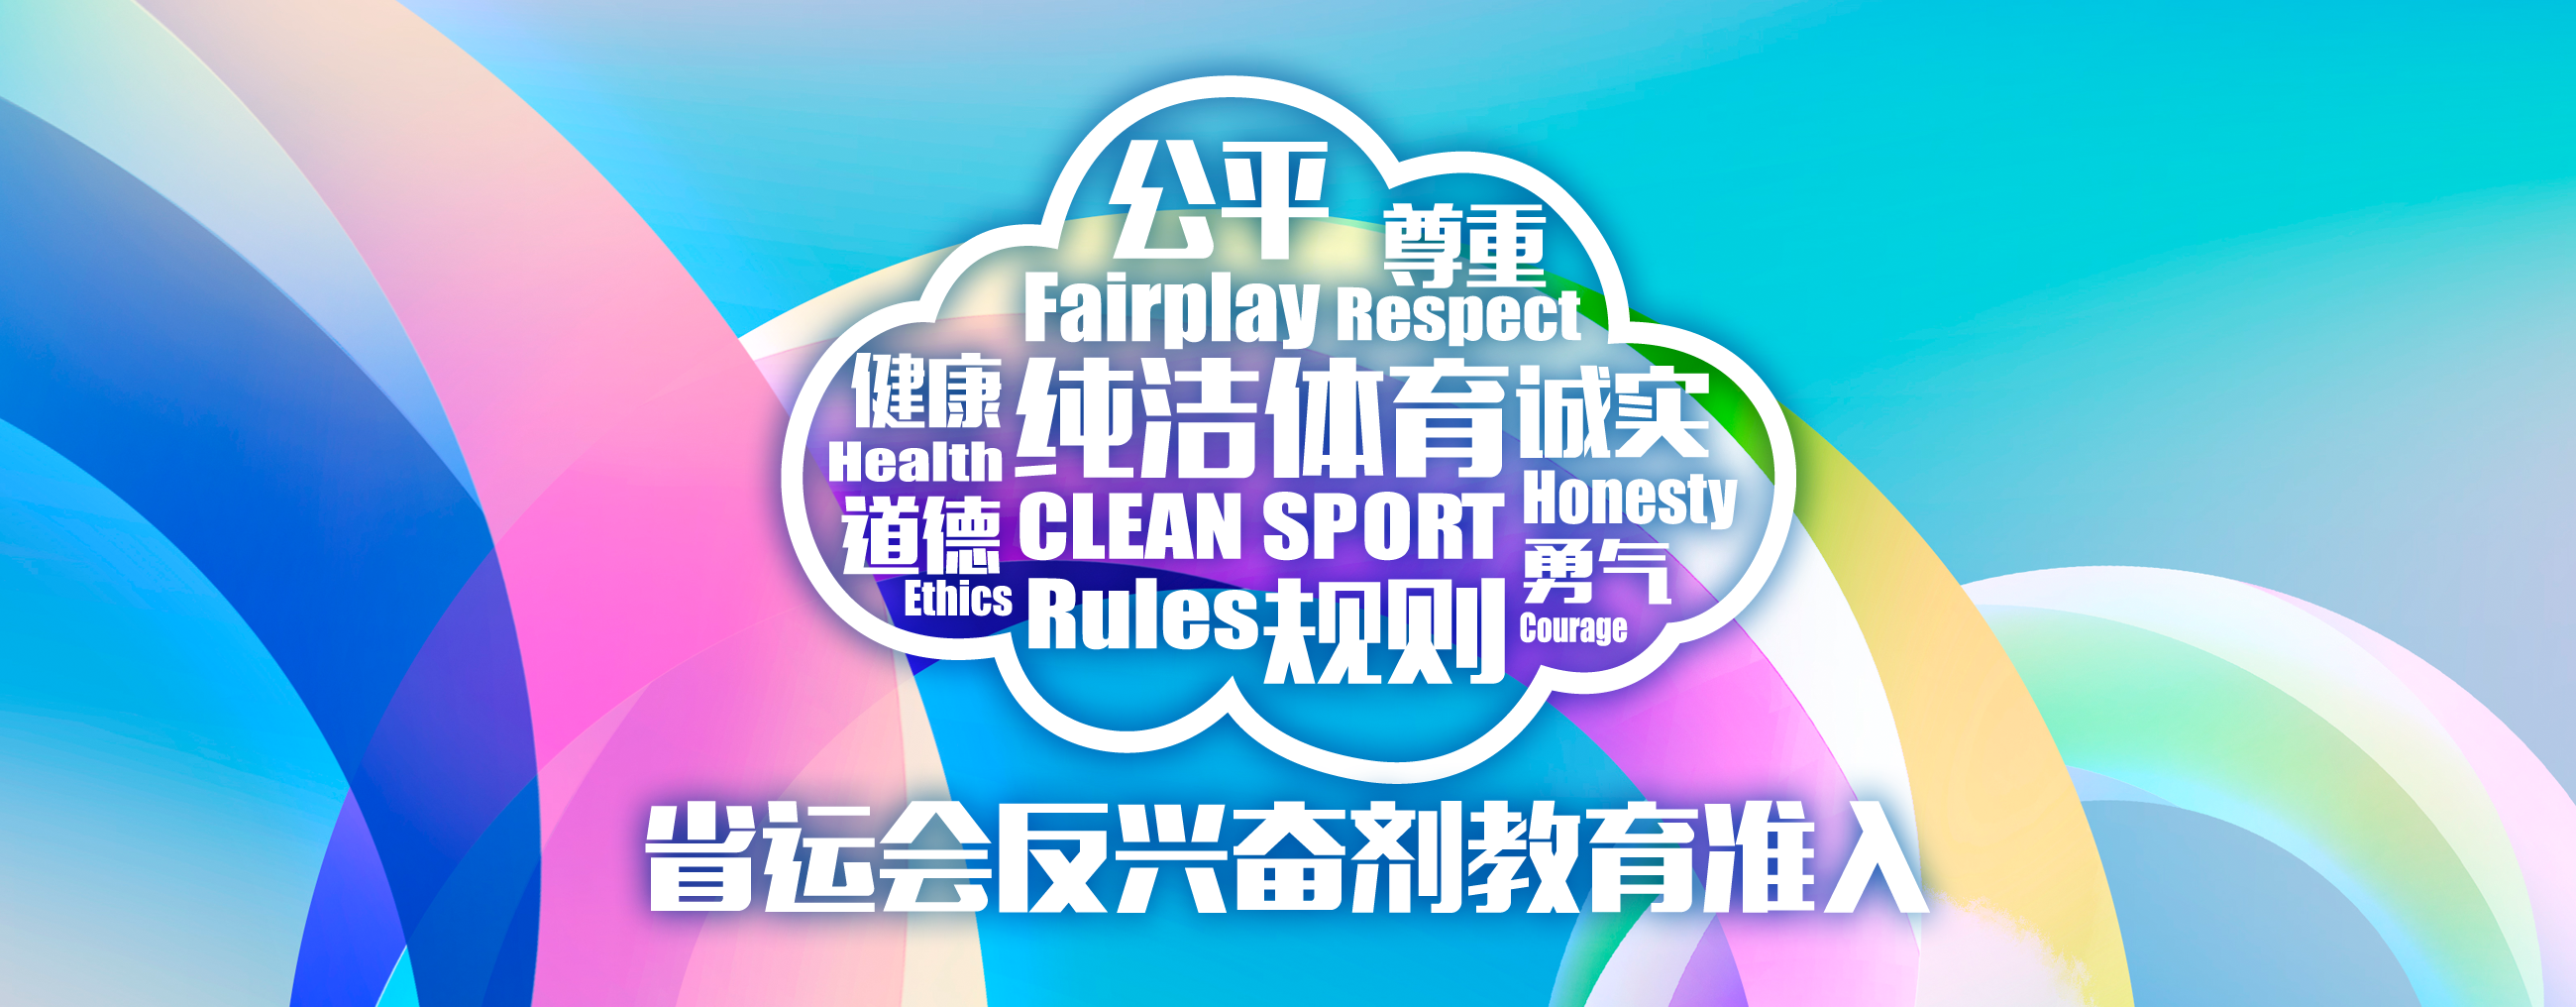 公平
尊重
Fairplay Respect
健康
Health
纯洁体育
诚实
Honesty
道德
Ethics
CLEAN SPORT
勇气
Courage
Rules规则
省运会反兴奋剂教育准入